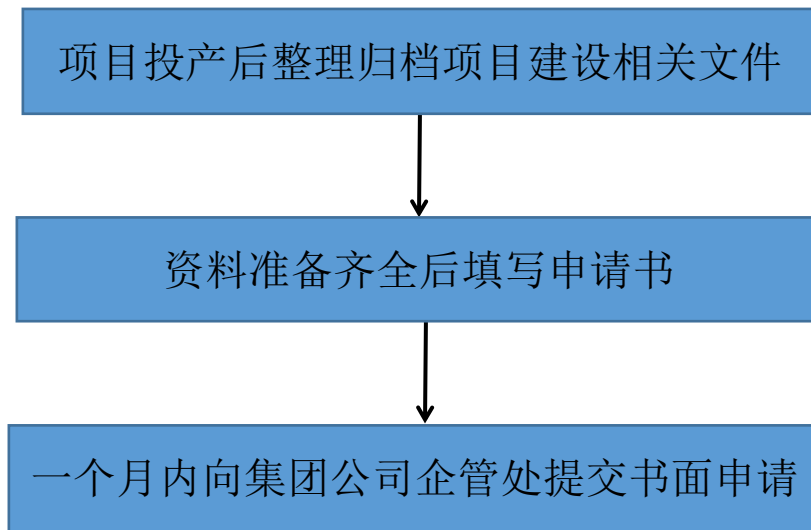 项目投产后整理归档项目建设相关文件
资料准备齐全后填写申请书
一个月内向集团公司企管处提交书面申请